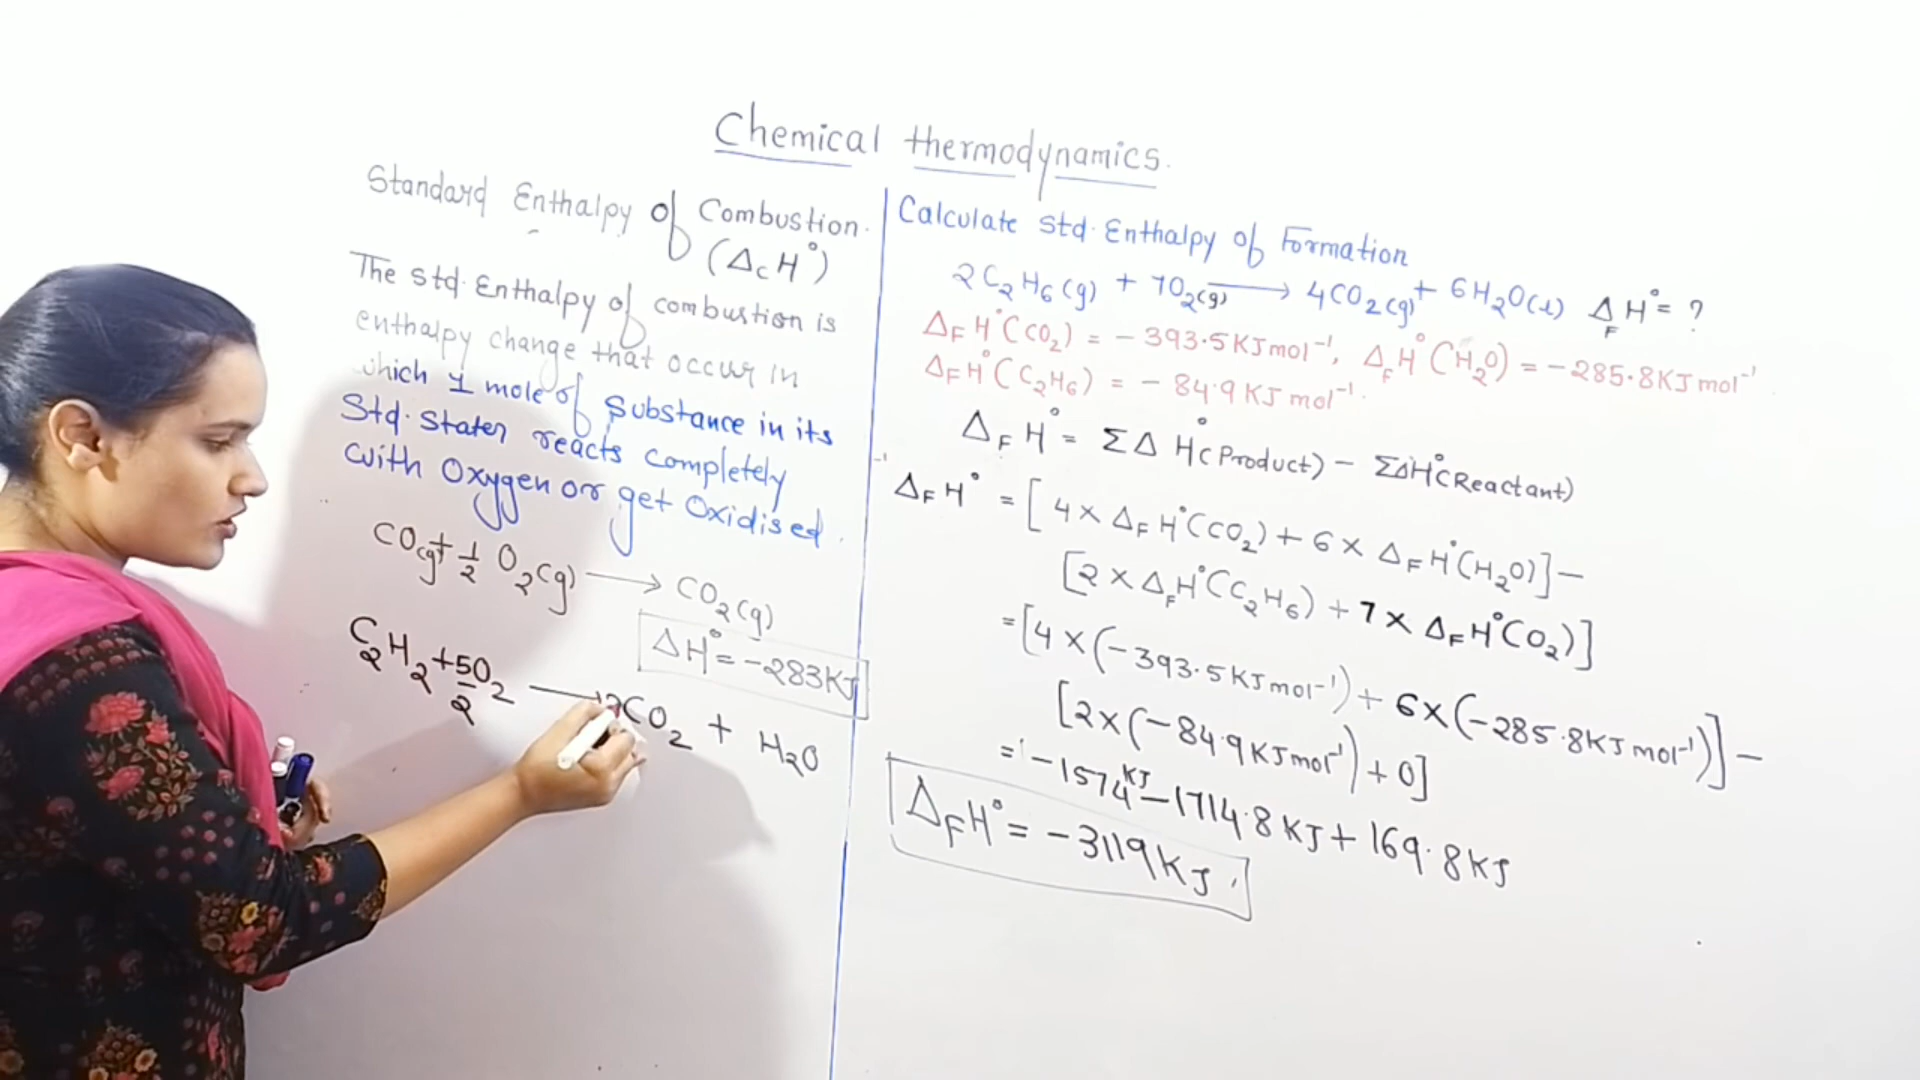 Chemical thermodynamics.
Standard Enthalpy of Combustion.
(ΔcH°)
The std. Enthalpy of combustion is
enthalpy change that occur in
which 1 mole of substance in its
Std. States reacts completely
with Oxygen or get Oxidised.
CO(g) + 1/2 O₂(g) ⟶ CO₂(g)
ΔH° = -283KJ
C₂H₂ + 5/2 O₂ ⟶ 2CO₂ + H₂O
Calculate std. Enthalpy of Formation
2C₂H₆(g) + 7O₂(g) ⟶ 4CO₂(g) + 6H₂O(l) ΔFH° = ?
ΔFH°(CO₂) = -393.5KJmol⁻¹, ΔFH°(H₂O) = -285.8KJmol⁻¹
ΔFH°(C₂H₆) = -84.9KJmol⁻¹.
ΔFH° = ΣΔH°(Product) - ΣΔH°(Reactant)
ΔFH° = [4 × ΔFH°(CO₂) + 6 × ΔFH°(H₂O)] -
[2 × ΔFH°(C₂H₆) + 7 × ΔFH°(O₂)]
= [4 × (-393.5KJmol⁻¹) + 6 × (-285.8KJmol⁻¹)] -
[2 × (-84.9KJmol⁻¹) + 0]
= -1574KJ - 1714.8KJ + 169.8KJ
ΔFH° = -3119KJ.